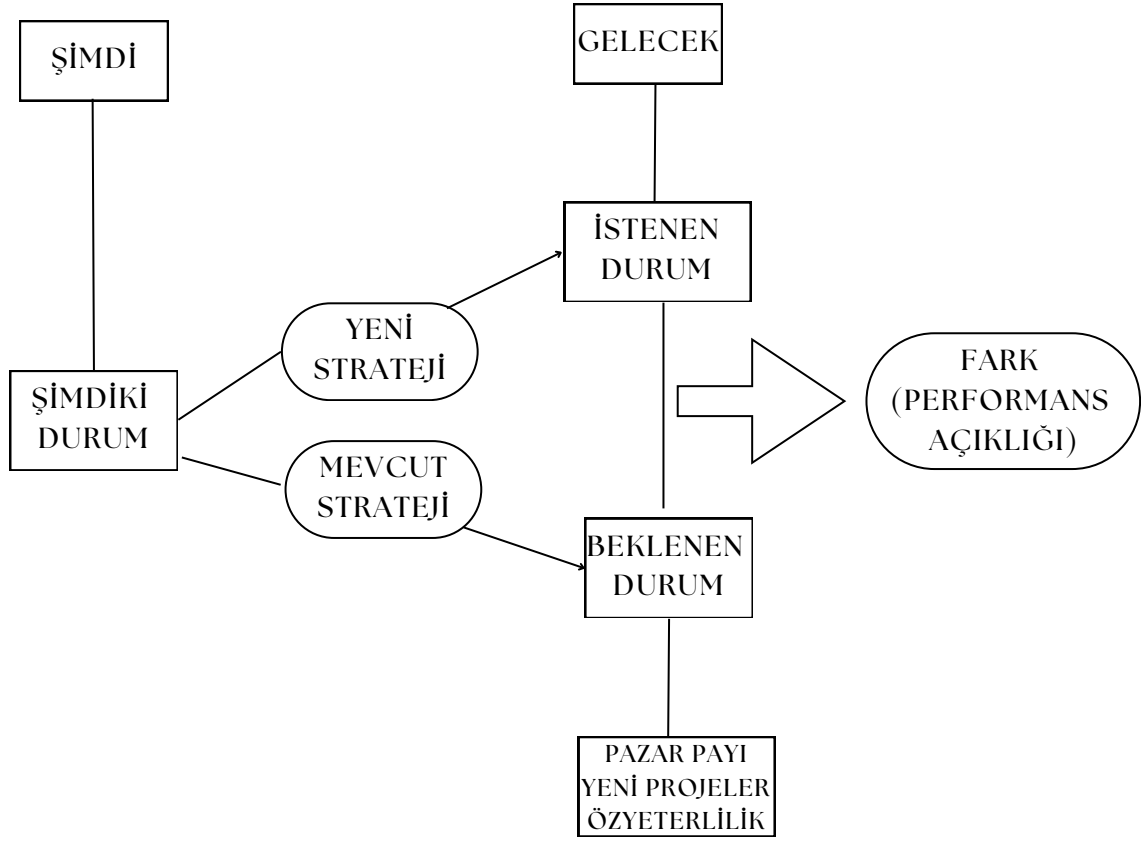 ŞİMDİ
GELECEK
İSTENEN
DURUM
YENİ
STRATEJİ
ŞİMDİKİ
DURUM
MEVCUT
STRATEJİ
FARK
(PERFORMANS
AÇIKLIĞI)
BEKLENEN
DURUM
PAZAR PAYI
YENİ PROJELER
ÖZYETERLİLİK